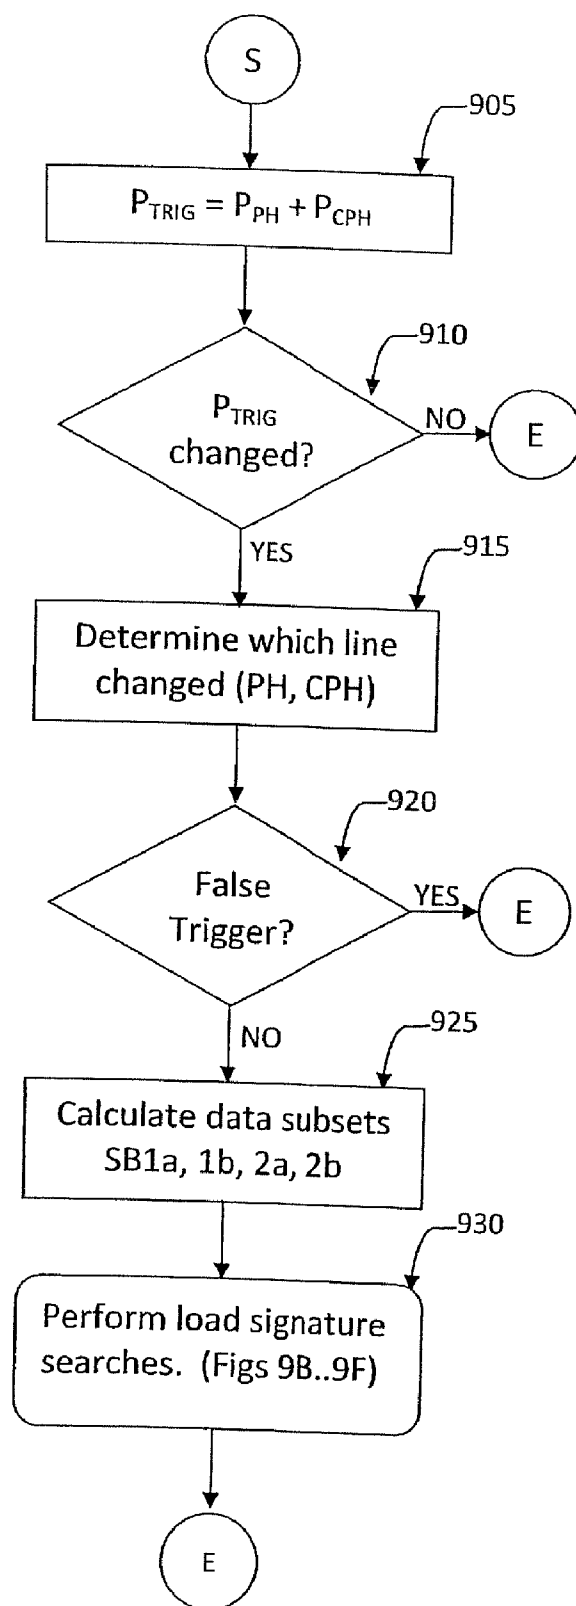 S
905
P_TRIG = P_PH + P_CPH
910
P_TRIG
changed?
NO
E
YES
915
Determine which line
changed (PH, CPH)
920
False
Trigger?
YES
E
NO
925
Calculate data subsets
SB1a, 1b, 2a, 2b
930
Perform load signature
searches. (Figs 9B..9F)
E